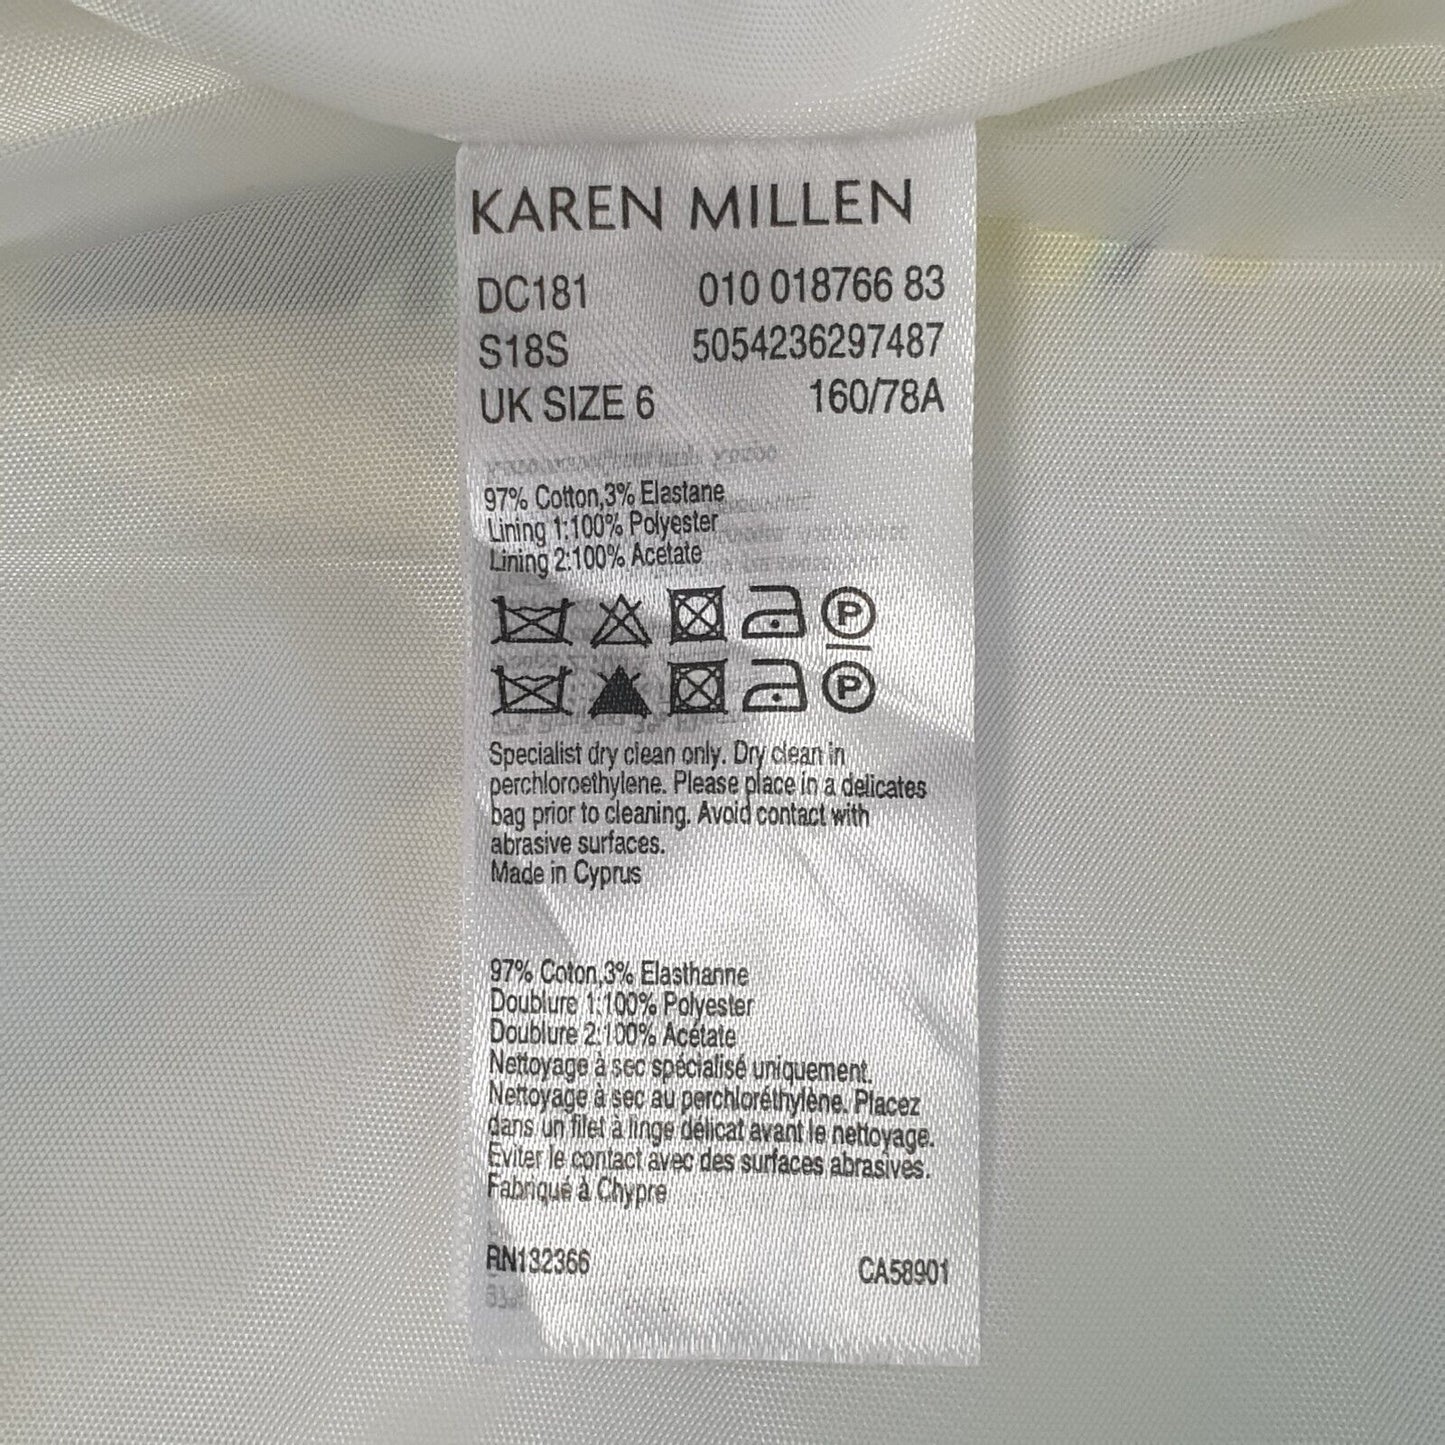 KAREN MILLEN
DC181 010 018766 83
S18S 5054236297487
UK SIZE 6 160/78A
97% Cotton,3% Elastane
Lining 1:100% Polyester
Lining 2:100% Acetate
P
P
Specialist dry clean only. Dry clean in
perchloroethylene. Please place in a delicates
bag prior to cleaning. Avoid contact with
abrasive surfaces.
Made in Cyprus
97% Coton,3% Elasthanne
Doublure 1:100% Polyester
Doublure 2:100% Acétate
Nettoyage à sec spécialisé uniquement.
Nettoyage à sec au perchloréthylène. Placez
dans un filet à linge délicat avant le nettoyage.
Eviter le contact avec des surfaces abrasives.
Fabriqué à Chypre
RN132366 CA58901